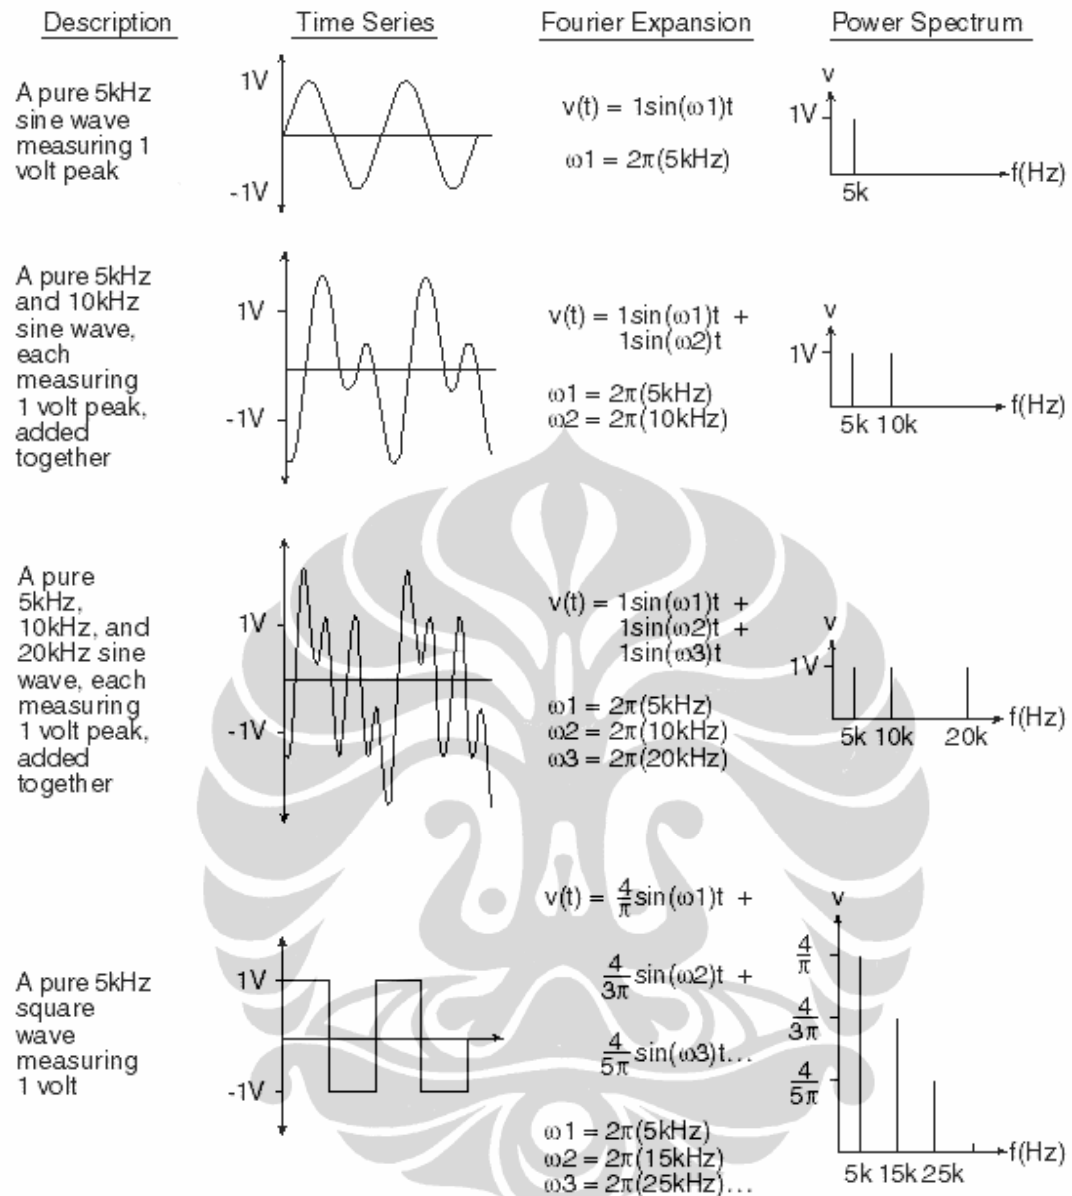 Description Time Series Fourier Expansion Power Spectrum
A pure 5kHz
sine wave
measuring 1
volt peak
1V
-1V
v(t) = 1sin(ω1)t
ω1 = 2π(5kHz)
v
1V
f(Hz)
5k
A pure 5kHz
and 10kHz
sine wave,
each
measuring
1 volt peak,
added
together
1V
-1V
v(t) = 1sin(ω1)t +
1sin(ω2)t
ω1 = 2π(5kHz)
ω2 = 2π(10kHz)
v
1V
f(Hz)
5k 10k
A pure
5kHz,
10kHz, and
20kHz sine
wave, each
measuring
1 volt peak,
added
together
1V
-1V
v(t) = 1sin(ω1)t +
1sin(ω2)t +
1sin(ω3)t
ω1 = 2π(5kHz)
ω2 = 2π(10kHz)
ω3 = 2π(20kHz)
v
1V
f(Hz)
5k 10k 20k
A pure 5kHz
square
wave
measuring
1 volt
1V
-1V
v(t) = 4/π sin(ω1)t +
4/3π sin(ω2)t +
4/5π sin(ω3)t...
ω1 = 2π(5kHz)
ω2 = 2π(15kHz)
ω3 = 2π(25kHz)...
v
4/π
4/3π
4/5π
f(Hz)
5k 15k 25k